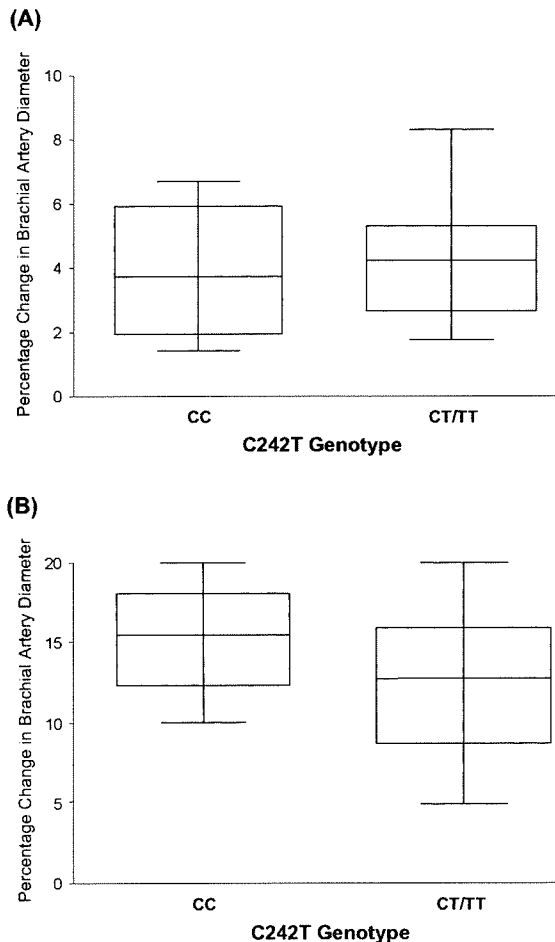 (A)
Percentage Change in Brachial Artery Diameter
10
8
6
4
2
0
CC CT/TT
C242T Genotype
(B)
Percentage Change in Brachial Artery Diameter
20
15
10
5
0
CC CT/TT
C242T Genotype